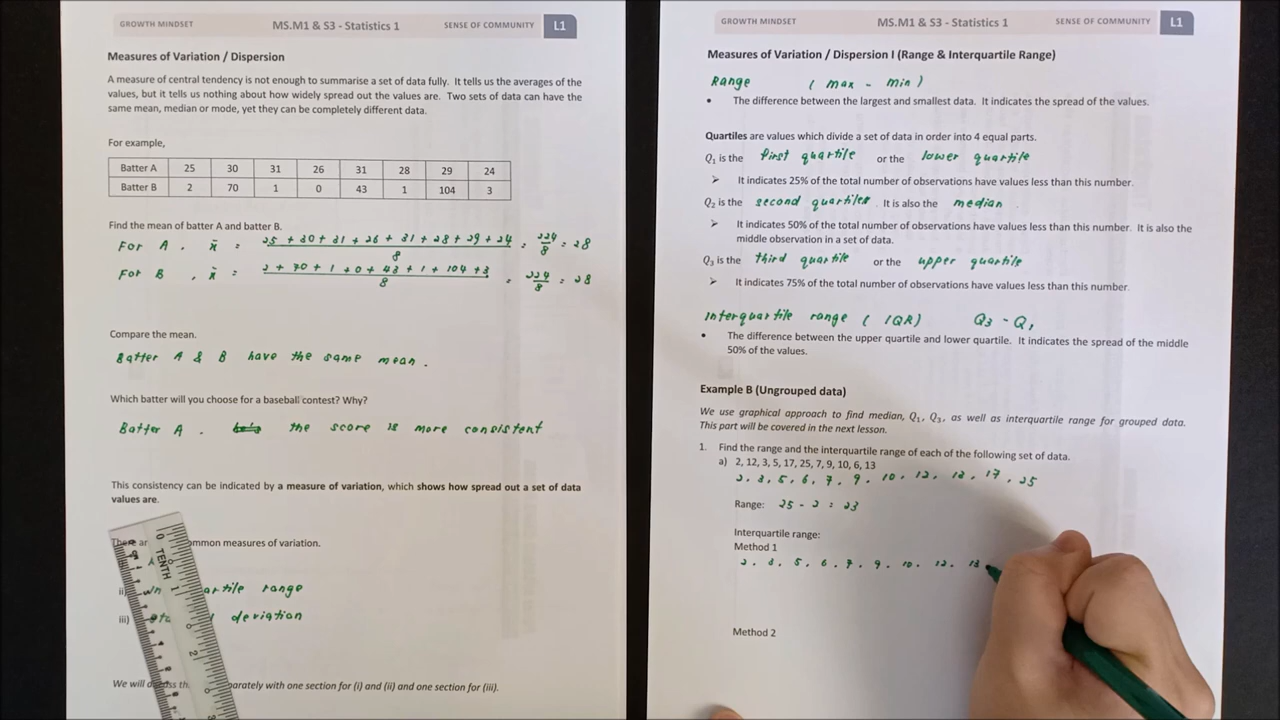 GROWTH MINDSET MS.M1 & S3 - Statistics 1 SENSE OF COMMUNITY L1
Measures of Variation / Dispersion
A measure of central tendency is not enough to summarise a set of data fully. It tells us the averages of the
values, but it tells us nothing about how widely spread out the values are. Two sets of data can have the
same mean, median or mode, yet they can be completely different data.
For example,
Batter A 25 30 31 26 31 28 29 24
Batter B 2 70 1 0 43 1 104 3
Find the mean of batter A and batter B.
For A , x̄ = 25 + 30 + 31 + 26 + 31 + 28 + 29 + 24 / 8 = 224 / 8 = 28
For B , x̄ = 2 + 70 + 1 + 0 + 43 + 1 + 104 + 3 / 8 = 224 / 8 = 28
Compare the mean.
Batter A & B have the same mean .
Which batter will you choose for a baseball contest? Why?
Batter A . the score is more consistent
This consistency can be indicated by a measure of variation, which shows how spread out a set of data
values are.
There ar mmon measures of variation.
ii) artile range
iii) deviation
We will parately with one section for (i) and (ii) and one section for (iii).
GROWTH MINDSET MS.M1 & S3 - Statistics 1 SENSE OF COMMUNITY L1
Measures of Variation / Dispersion I (Range & Interquartile Range)
Range ( max - min )
• The difference between the largest and smallest data. It indicates the spread of the values.
Quartiles are values which divide a set of data in order into 4 equal parts.
Q1 is the first quartile or the lower quartile
➢ It indicates 25% of the total number of observations have values less than this number.
Q2 is the second quartiles . It is also the median
➢ It indicates 50% of the total number of observations have values less than this number. It is also the
middle observation in a set of data.
Q3 is the third quartile or the upper quartile
➢ It indicates 75% of the total number of observations have values less than this number.
Interquartile range ( IQR) Q3 - Q1
• The difference between the upper quartile and lower quartile. It indicates the spread of the middle
50% of the values.
Example B (Ungrouped data)
We use graphical approach to find median, Q1, Q3, as well as interquartile range for grouped data.
This part will be covered in the next lesson.
1. Find the range and the interquartile range of each of the following set of data.
a) 2, 12, 3, 5, 17, 25, 7, 9, 10, 6, 13
2 . 3 . 5 . 6 . 7 . 9 . 10 . 12 . 13 . 17 . 25
Range: 25 - 2 = 23
Interquartile range:
Method 1
2 . 3 . 5 . 6 . 7 . 9 . 10 . 12 . 13
Method 2